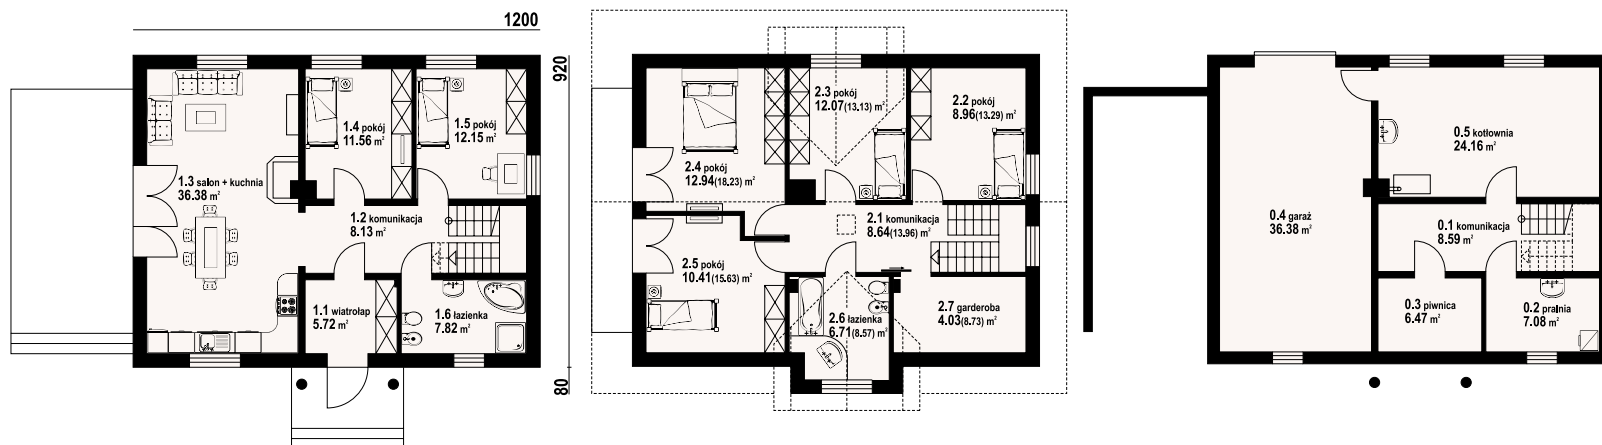 1200
920
80
1.4 pokój
11.56 m²
1.5 pokój
12.15 m²
1.3 salon + kuchnia
36.38 m²
1.2 komunikacja
8.13 m²
1.1 wiatrołap
5.72 m²
1.6 łazienka
7.82 m²
2.3 pokój
12.07(13.13) m²
2.2 pokój
8.96(13.29) m²
2.4 pokój
12.94(18.23) m²
2.1 komunikacja
8.64(13.96) m²
2.5 pokój
10.41(15.63) m²
2.6 łazienka
6.71(8.57) m²
2.7 garderoba
4.03(8.73) m²
0.5 kotłownia
24.16 m²
0.4 garaż
36.38 m²
0.1 komunikacja
8.59 m²
0.3 piwnica
6.47 m²
0.2 pralnia
7.08 m²